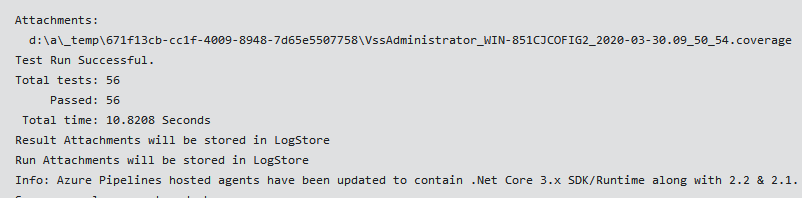 Attachments:
d:\a\_temp\671f13cb-cc1f-4009-8948-7d65e5507758\VssAdministrator_WIN-851CJCOFIG2_2020-03-30.09_50_54.coverage
Test Run Successful.
Total tests: 56
Passed: 56
Total time: 10.8208 Seconds
Result Attachments will be stored in LogStore
Run Attachments will be stored in LogStore
Info: Azure Pipelines hosted agents have been updated to contain .Net Core 3.x SDK/Runtime along with 2.2 & 2.1.